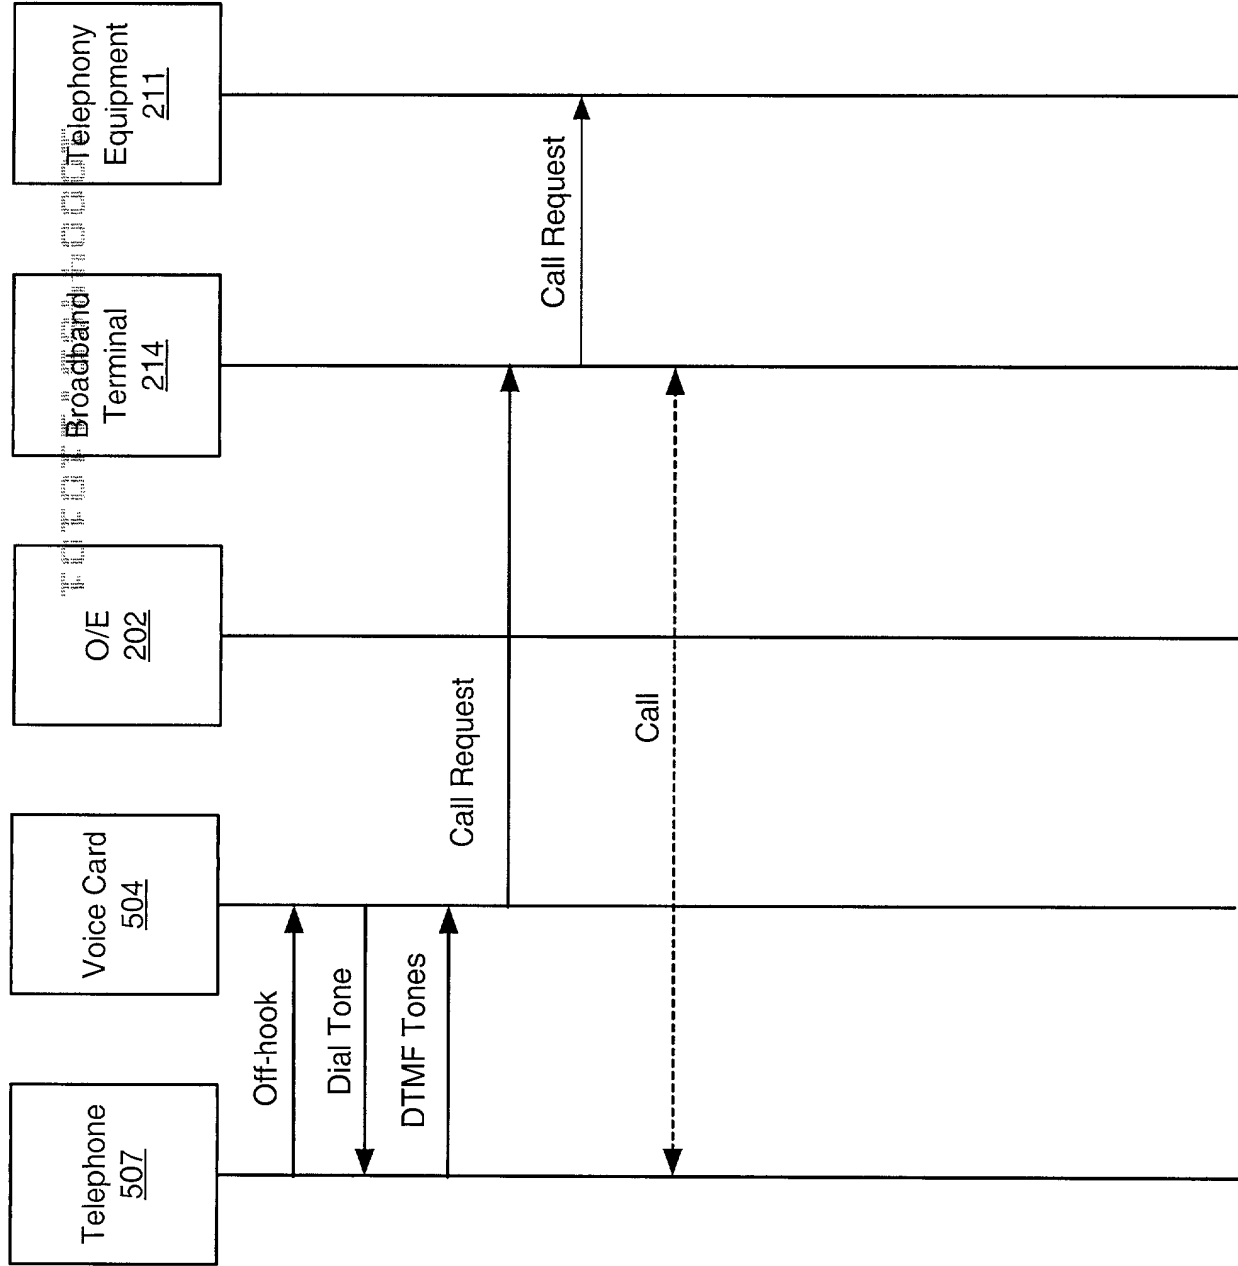 Telephone
507
Voice Card
504
O/E
202
Broadband
Terminal
214
Telephony
Equipment
211
Off-hook
Dial Tone
DTMF Tones
Call Request
Call Request
Call